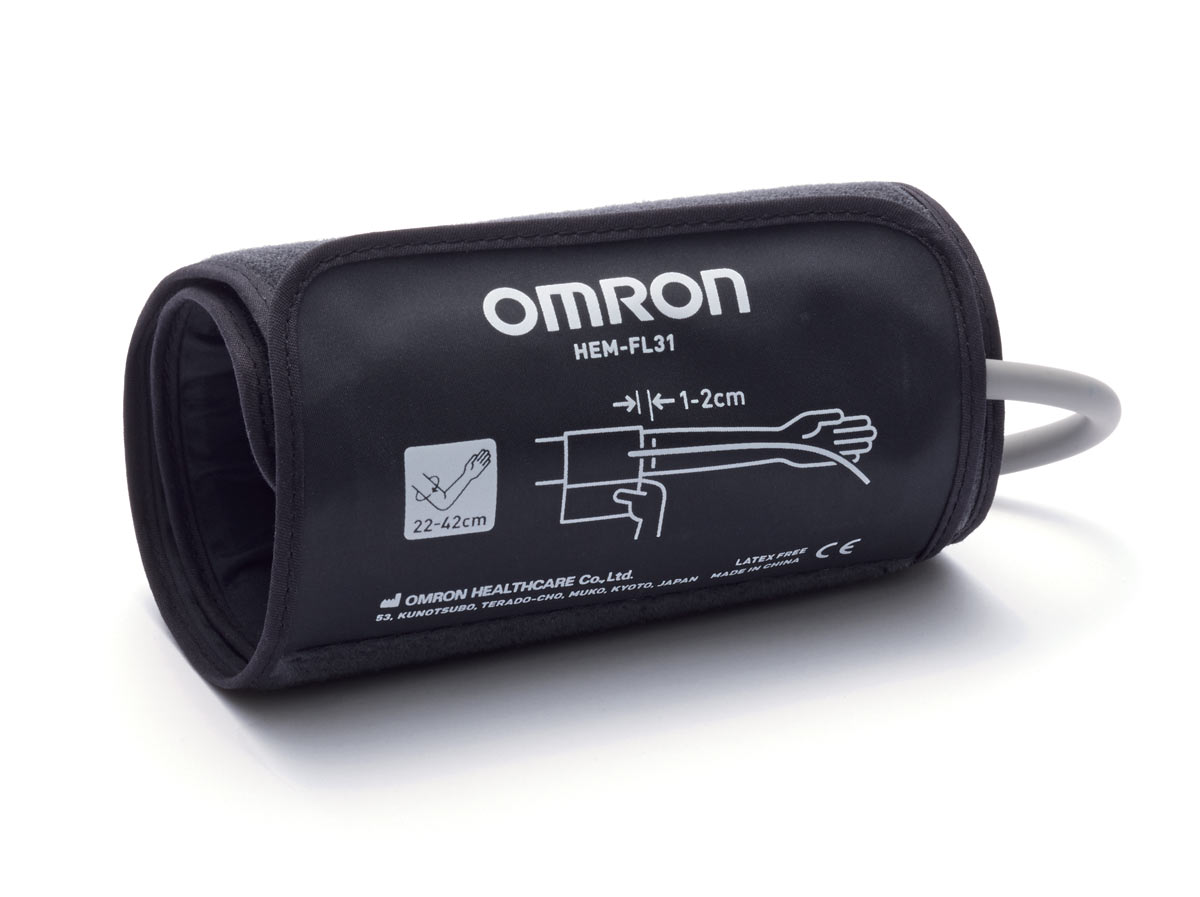 OMRON
HEM-FL31
1-2cm
22-42cm
OMRON HEALTHCARE Co., Ltd.
53, KUNOTSUBO, TERADO-CHO, MUKO, KYOTO, JAPAN
LATEX FREE
MADE IN CHINA
CE